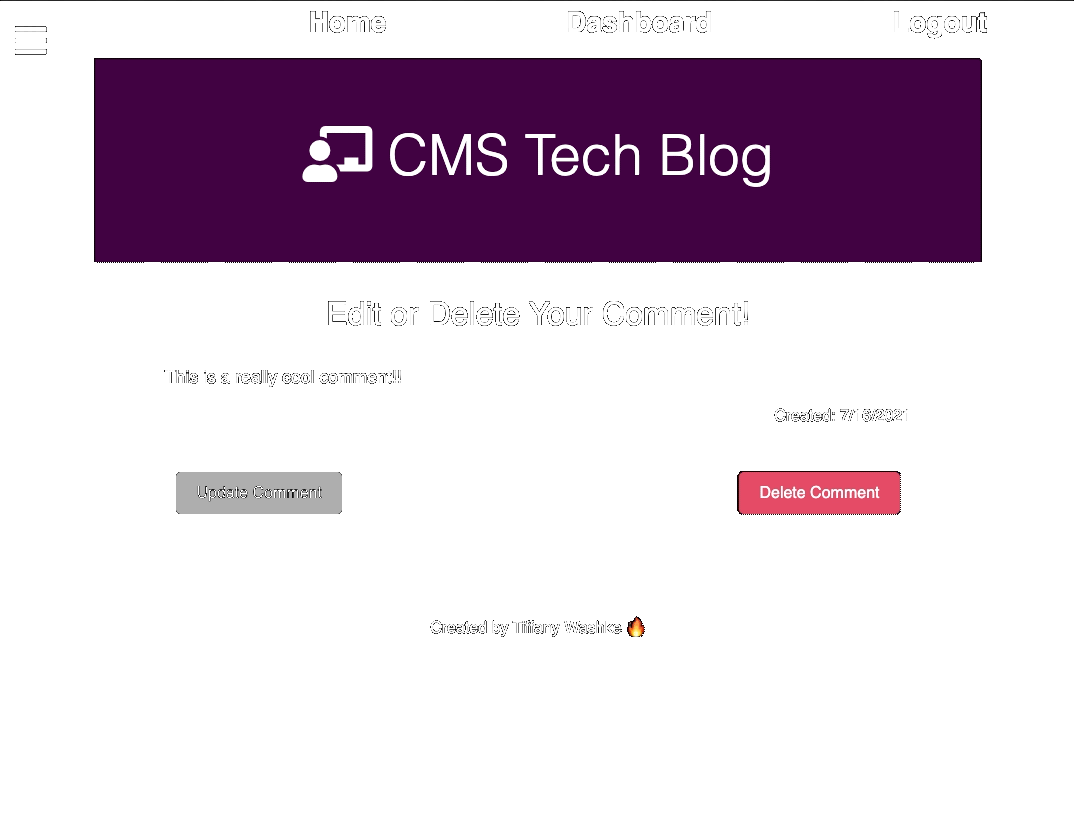 Home Dashboard Logout
CMS Tech Blog
Edit or Delete Your Comment!
This is a really cool comment!!
Created: 7/16/2021
Update Comment Delete Comment
Created by Tiffany Washke 🔥